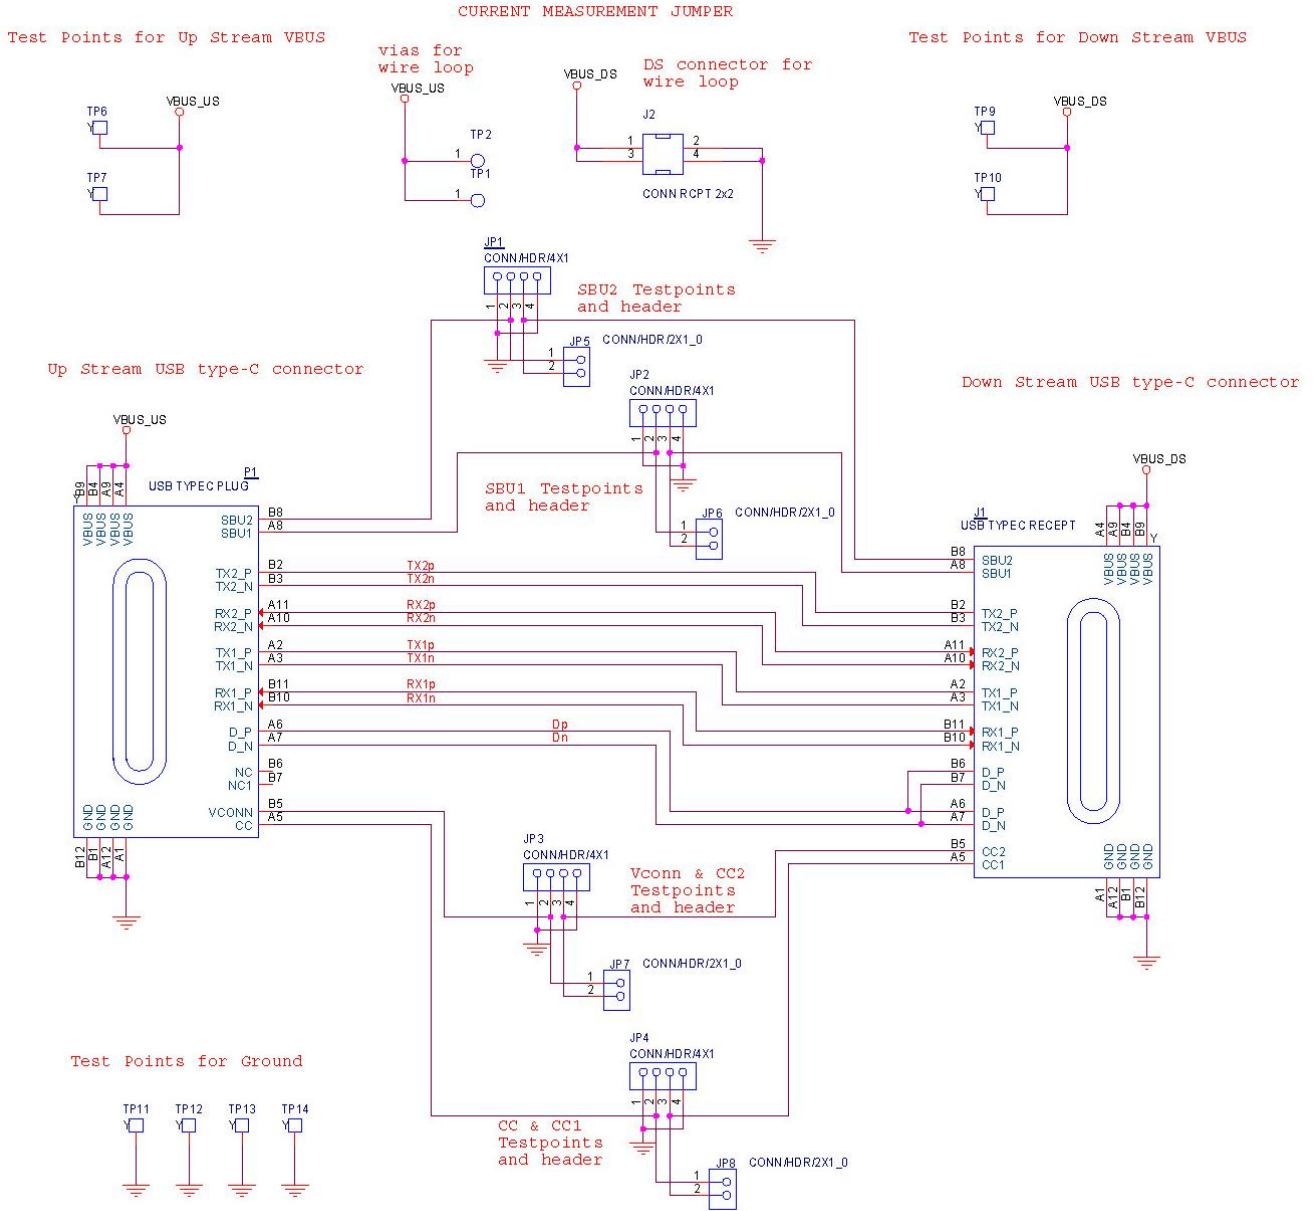 CURRENT MEASUREMENT JUMPER
Test Points for Up Stream VBUS
vias for
wire loop
DS connector for
wire loop
Test Points for Down Stream VBUS
VBUS_US
TP6
Y
TP7
Y
VBUS_US
TP2
1
TP1
1
VBUS_DS
J2
1
3
2
4
CONN RCPT 2x2
VBUS_DS
TP9
Y
TP10
Y
JP1
CONN/HDR/4X1
1
2
3
4
SBU2 Testpoints
and header
JP5
CONN/HDR/2X1_0
1
2
JP2
CONN/HDR/4X1
1
2
3
4
SBU1 Testpoints
and header
JP6
CONN/HDR/2X1_0
1
2
Up Stream USB type-C connector
VBUS_US
P1
USB TYPEC PLUG
Y
B9
B4
A9
A4
VBUS
VBUS
VBUS
VBUS
SBU2 B8
SBU1 A8
TX2_P B2 TX2p
TX2_N B3 TX2n
RX2_P A11 RX2p
RX2_N A10 RX2n
TX1_P A2 TX1p
TX1_N A3 TX1n
RX1_P B11 RX1p
RX1_N B10 RX1n
D_P A6 Dp
D_N A7 Dn
NC B6
NC1 B7
VCONN B5
CC A5
GND
GND
GND
GND
B12
B1
A12
A1
Down Stream USB type-C connector
VBUS_DS
J1
USB TYPEC RECEPT
Y
A4
A9
B4
B9
VBUS
VBUS
VBUS
VBUS
B8 SBU2
A8 SBU1
B2 TX2_P
B3 TX2_N
A11 RX2_P
A10 RX2_N
A2 TX1_P
A3 TX1_N
B11 RX1_P
B10 RX1_N
B6 D_P
B7 D_N
A6 D_P
A7 D_N
B5 CC2
A5 CC1
GND
GND
GND
GND
A1
A12
B1
B12
JP3
CONN/HDR/4X1
1
2
3
4
Vconn & CC2
Testpoints
and header
JP7
CONN/HDR/2X1_0
1
2
JP4
CONN/HDR/4X1
1
2
3
4
CC & CC1
Testpoints
and header
JP8
CONN/HDR/2X1_0
1
2
Test Points for Ground
TP11
Y
TP12
Y
TP13
Y
TP14
Y